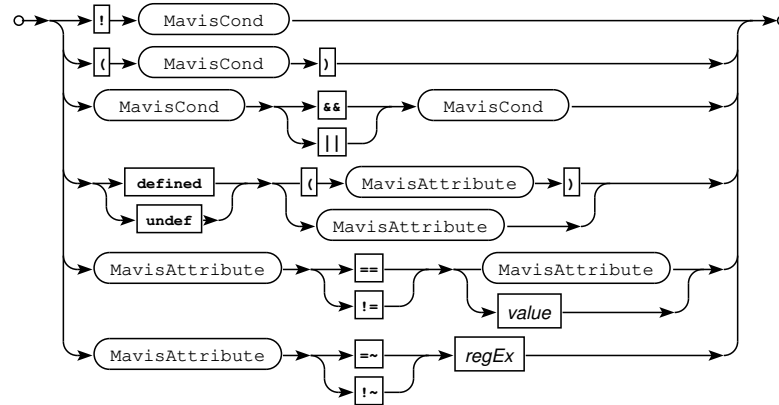 ! MavisCond
( MavisCond )
MavisCond && MavisCond
||
defined ( MavisAttribute )
undef MavisAttribute
MavisAttribute == MavisAttribute
!= value
MavisAttribute =~ regEx
!~